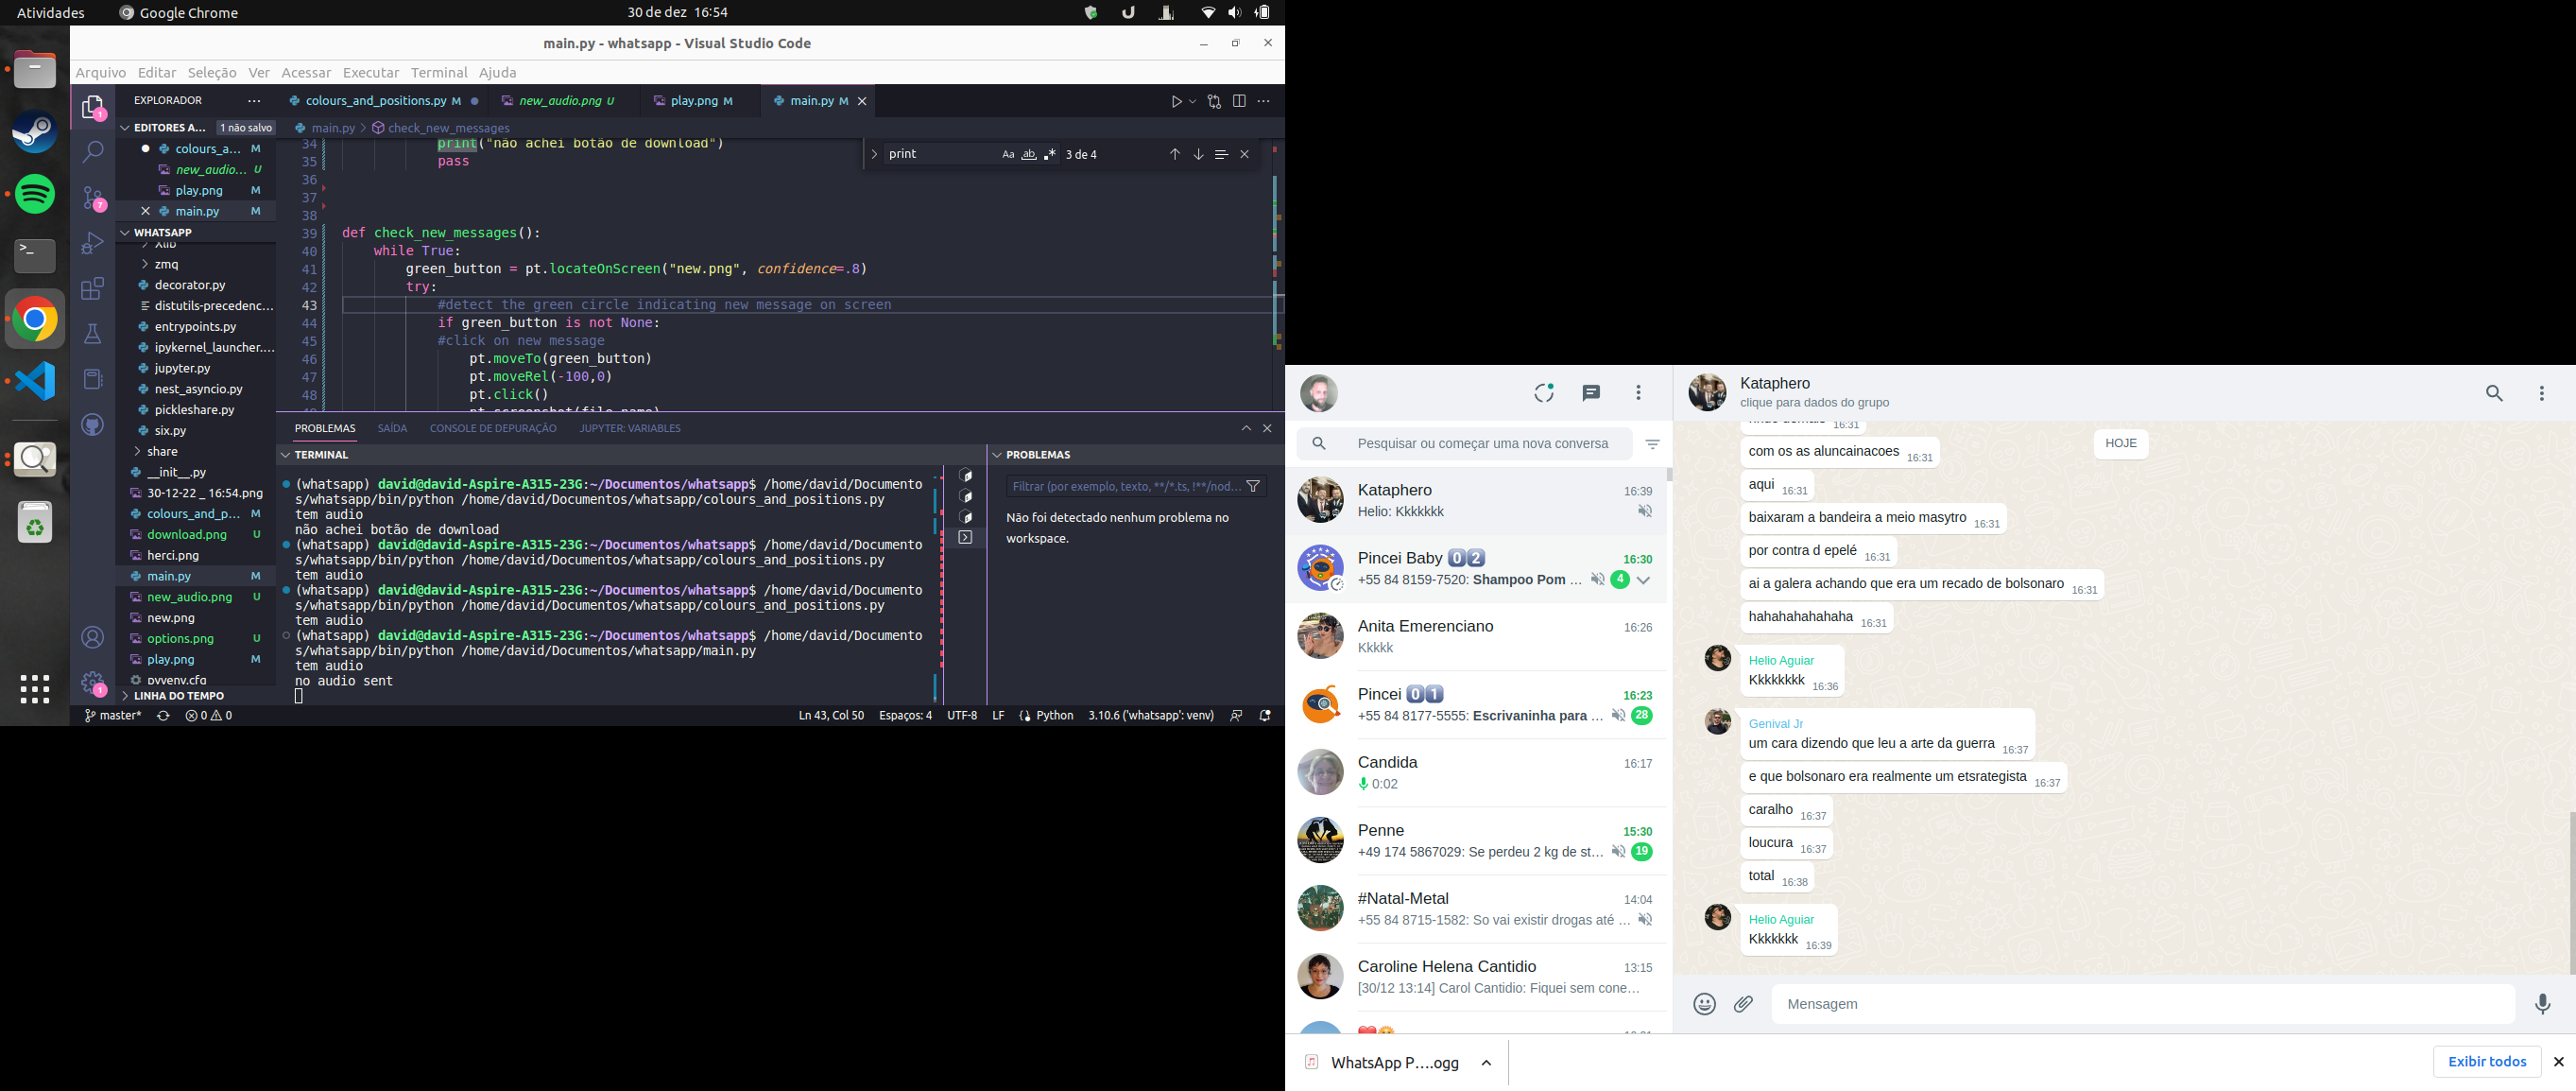 Atividades
Google Chrome
30 de dez 16:54
main.py - whatsapp - Visual Studio Code
Arquivo Editar Seleção Ver Acessar Executar Terminal Ajuda
EXPLORADOR
colours_and_positions.py M
new_audio.png U
play.png M
main.py M
EDITORES A... 1 não salvo
main.py > check_new_messages
colours_a... M
new_audio... U
play.png M
main.py M
WHATSAPP
Xlib
zmq
decorator.py
distutils-precedenc...
entrypoints.py
ipykernel_launcher....
jupyter.py
nest_asyncio.py
pickleshare.py
six.py
share
__init__.py
30-12-22 _ 16:54.png
colours_and_p... M
download.png U
herci.png
main.py M
new_audio.png U
new.png
options.png U
play.png M
pyvenv.cfg
LINHA DO TEMPO
1
7
1
print
Aa ab .*
3 de 4
34 print("não achei botão de download")
35 pass
36
37
38
39 def check_new_messages():
40 while True:
41 green_button = pt.locateOnScreen("new.png", confidence=.8)
42 try:
43 #detect the green circle indicating new message on screen
44 if green_button is not None:
45 #click on new message
46 pt.moveTo(green_button)
47 pt.moveRel(-100,0)
48 pt.click()
49 pt.screenshot(file_name)
PROBLEMAS SAÍDA CONSOLE DE DEPURAÇÃO JUPYTER: VARIABLES
TERMINAL
(whatsapp) david@david-Aspire-A315-23G:~/Documentos/whatsapp$ /home/david/Documento
s/whatsapp/bin/python /home/david/Documentos/whatsapp/colours_and_positions.py
tem audio
não achei botão de download
(whatsapp) david@david-Aspire-A315-23G:~/Documentos/whatsapp$ /home/david/Documento
s/whatsapp/bin/python /home/david/Documentos/whatsapp/colours_and_positions.py
tem audio
(whatsapp) david@david-Aspire-A315-23G:~/Documentos/whatsapp$ /home/david/Documento
s/whatsapp/bin/python /home/david/Documentos/whatsapp/colours_and_positions.py
tem audio
(whatsapp) david@david-Aspire-A315-23G:~/Documentos/whatsapp$ /home/david/Documento
s/whatsapp/bin/python /home/david/Documentos/whatsapp/main.py
tem audio
no audio sent
PROBLEMAS
Filtrar (por exemplo, texto, **/*.ts, !**/nod...
Não foi detectado nenhum problema no
workspace.
master* 0 0
Ln 43, Col 50 Espaços: 4 UTF-8 LF Python 3.10.6 ('whatsapp': venv)
Pesquisar ou começar uma nova conversa
Kataphero 16:39
Helio: Kkkkkkk
Pincei Baby 02 16:30
+55 84 8159-7520: Shampoo Pom ... 4
Anita Emerenciano 16:26
Kkkkk
Pincei 01 16:23
+55 84 8177-5555: Escrivaninha para ... 28
Candida 16:17
0:02
Penne 15:30
+49 174 5867029: Se perdeu 2 kg de st... 19
#Natal-Metal 14:04
+55 84 8715-1582: So vai existir drogas até ...
Caroline Helena Cantidio 13:15
[30/12 13:14] Carol Cantidio: Fiquei sem cone...
Kataphero
clique para dados do grupo
HOJE
16:31
com os as aluncainacoes 16:31
aqui 16:31
baixaram a bandeira a meio masytro 16:31
por contra d epelé 16:31
ai a galera achando que era um recado de bolsonaro 16:31
hahahahahahaha 16:31
Helio Aguiar
Kkkkkkkk 16:36
Genival Jr
um cara dizendo que leu a arte da guerra 16:37
e que bolsonaro era realmente um etsrategista 16:37
caralho 16:37
loucura 16:37
total 16:38
Helio Aguiar
Kkkkkkk 16:39
Mensagem
WhatsApp P....ogg
Exibir todos